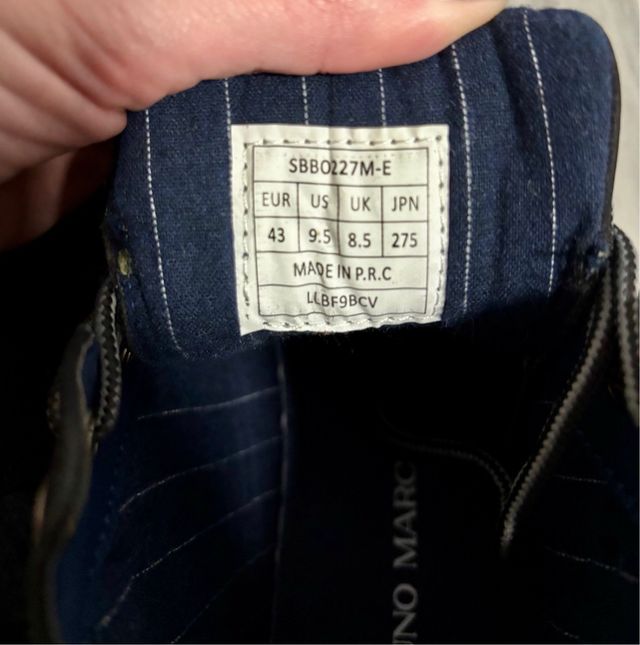 SBBO227M-E
EUR US UK JPN
43 9.5 8.5 275
MADE IN P.R.C
LLBF9BCV
UNO MARC